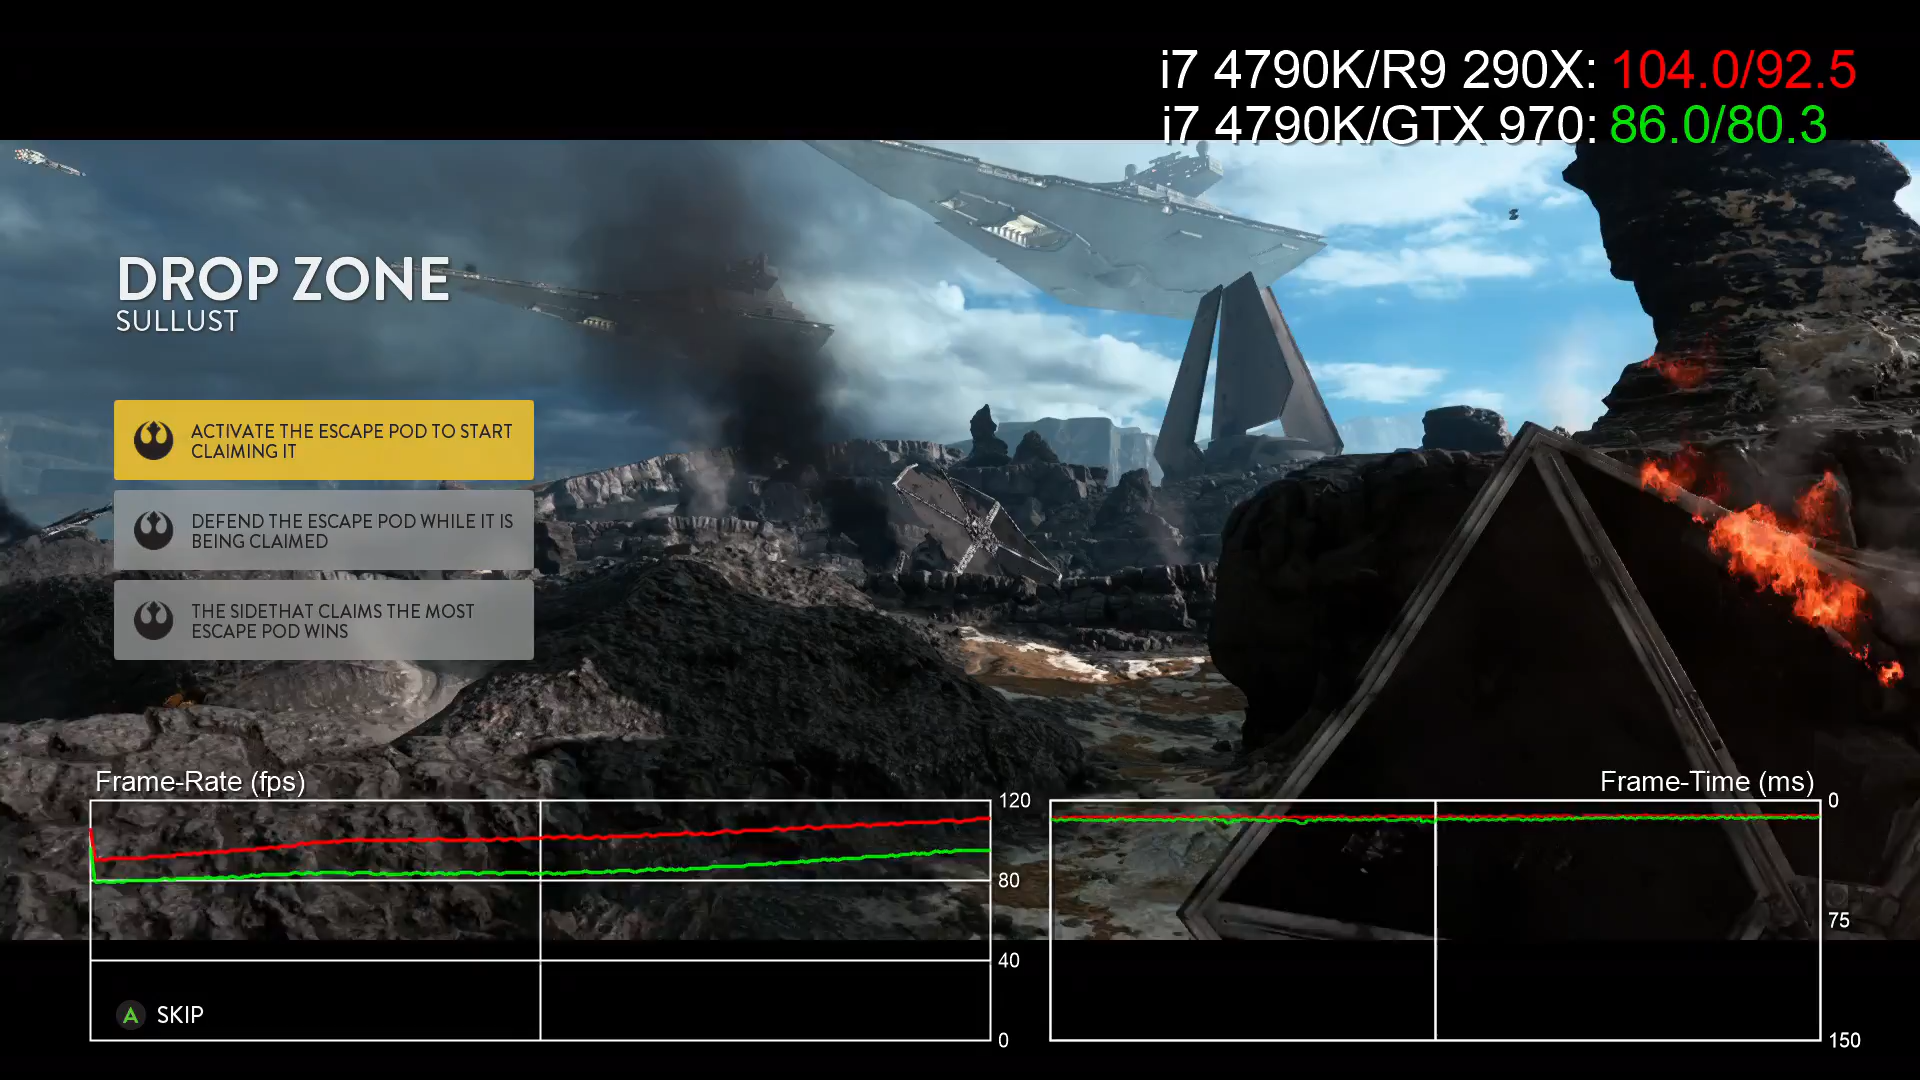 i7 4790K/R9 290X: 104.0/92.5
i7 4790K/GTX 970: 86.0/80.3
DROP ZONE
SULLUST
ACTIVATE THE ESCAPE POD TO START
CLAIMING IT
DEFEND THE ESCAPE POD WHILE IT IS
BEING CLAIMED
THE SIDETHAT CLAIMS THE MOST
ESCAPE POD WINS
Frame-Rate (fps)
120
80
40
0
Frame-Time (ms)
0
75
150
A SKIP